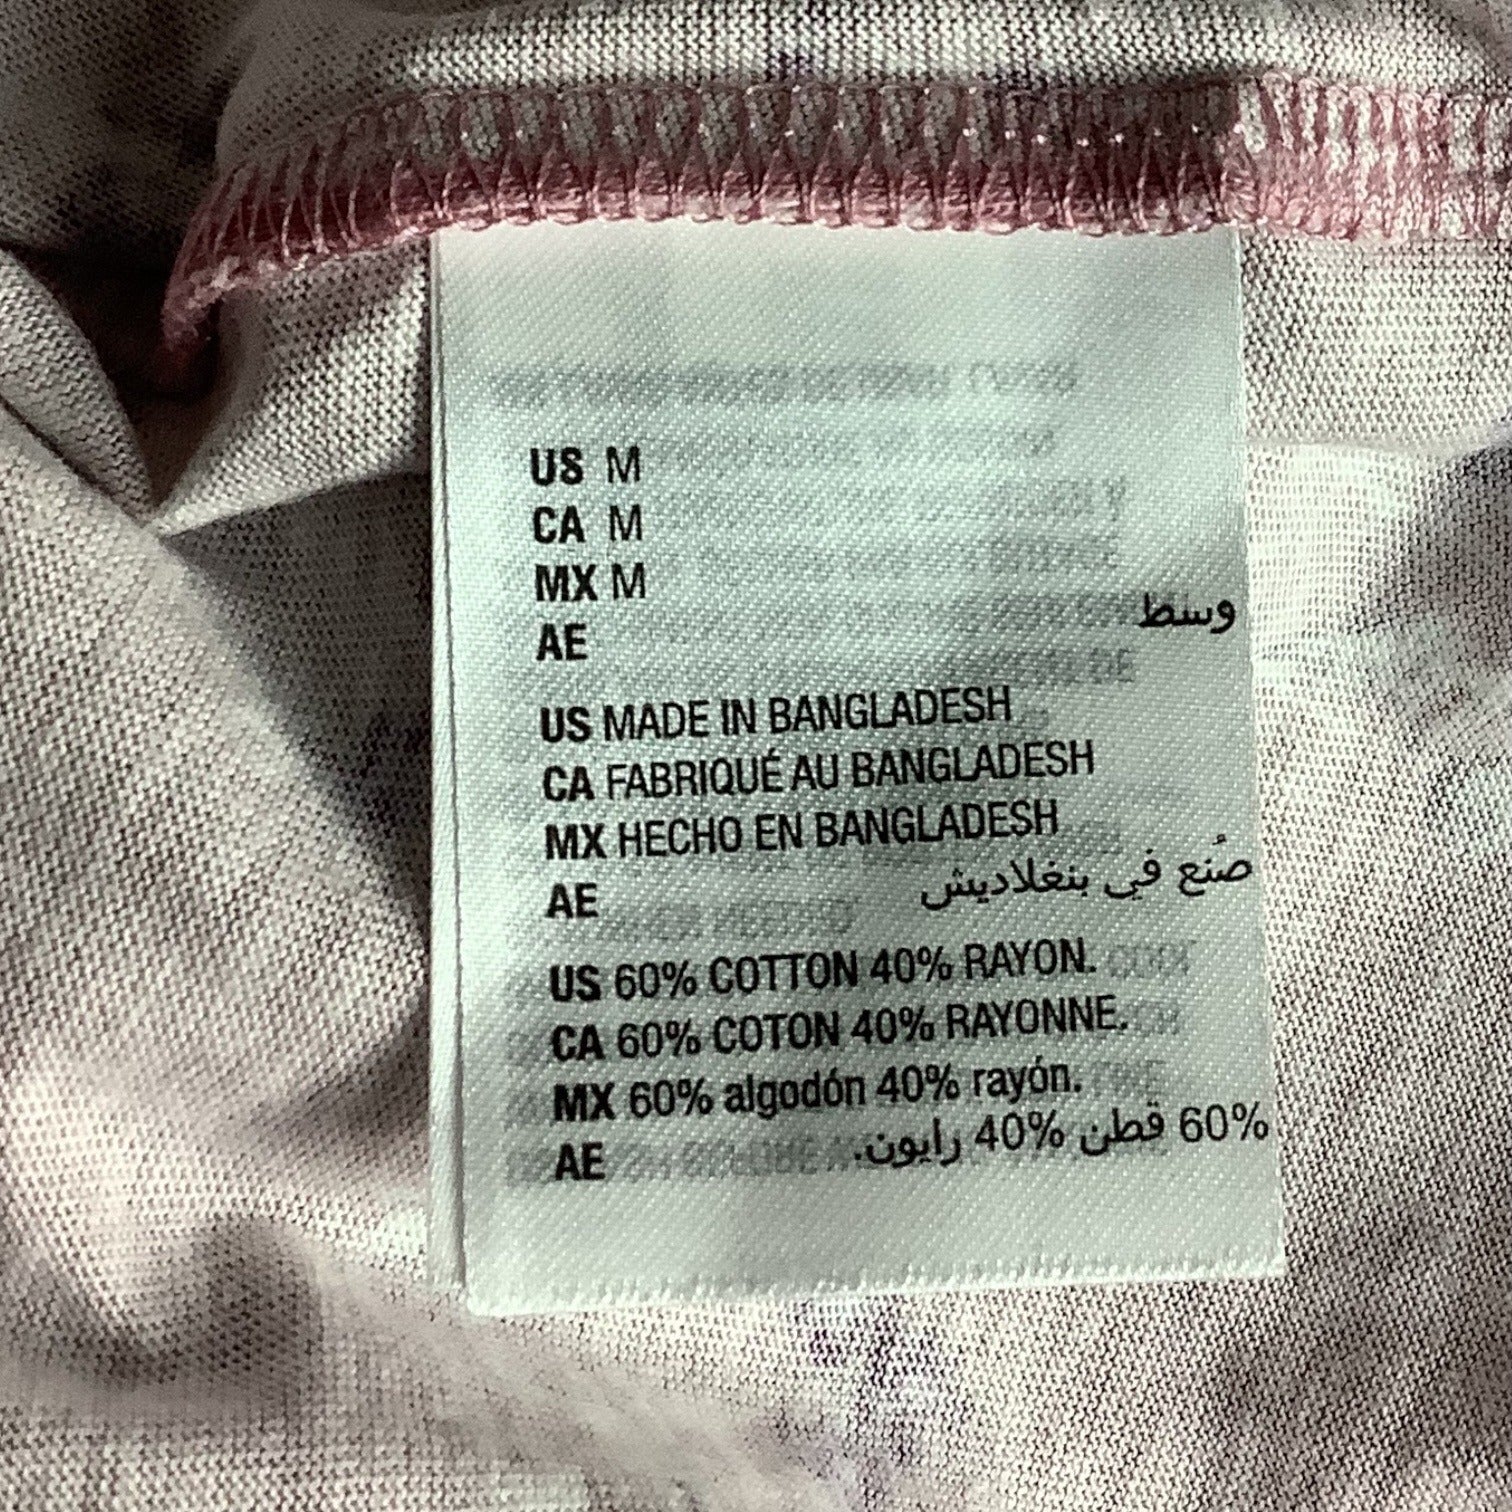 US M
CA M
MX M
AE وسط
US MADE IN BANGLADESH
CA FABRIQUÉ AU BANGLADESH
MX HECHO EN BANGLADESH
AE صُنع في بنغلاديش
US 60% COTTON 40% RAYON.
CA 60% COTON 40% RAYONNE.
MX 60% algodón 40% rayón.
AE 60% قطن 40% رايون.